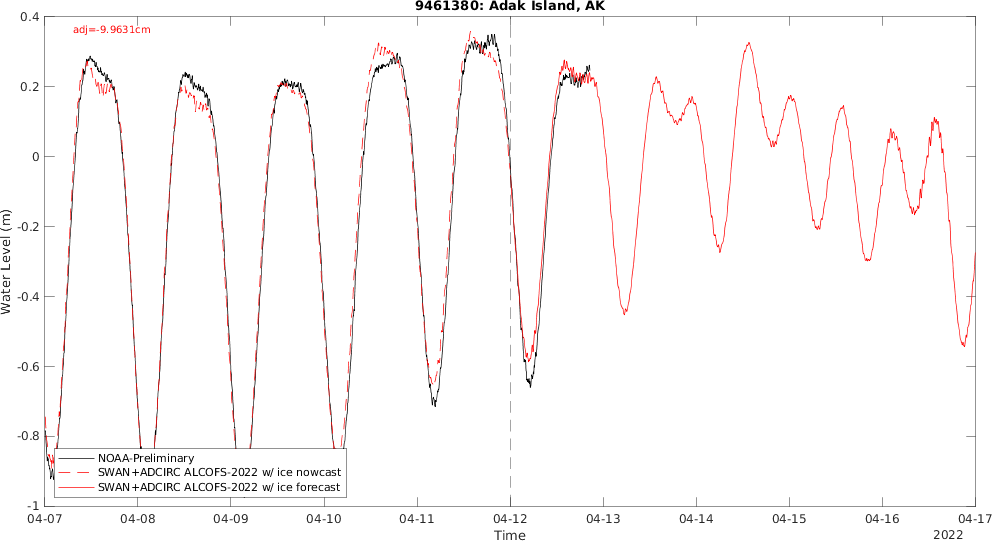 9461380: Adak Island, AK
adj=-9.9631cm
0.4
0.2
0
-0.2
-0.4
-0.6
-0.8
-1
Water Level (m)
NOAA-Preliminary
SWAN+ADCIRC ALCOFS-2022 w/ ice nowcast
SWAN+ADCIRC ALCOFS-2022 w/ ice forecast
04-07 04-08 04-09 04-10 04-11 04-12 04-13 04-14 04-15 04-16 04-17
Time
2022